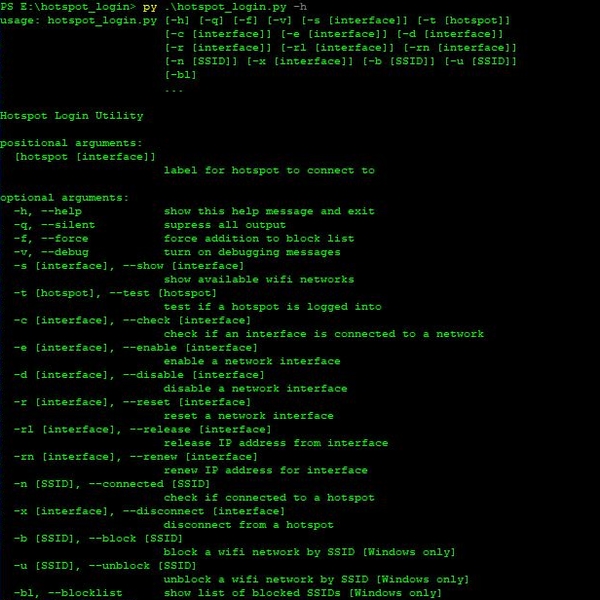 PS E:\hotspot_login> py .\hotspot_login.py -h
usage: hotspot_login.py [-h] [-q] [-f] [-v] [-s [interface]] [-t [hotspot]]
[-c [interface]] [-e [interface]] [-d [interface]]
[-r [interface]] [-rl [interface]] [-rn [interface]]
[-n [SSID]] [-x [interface]] [-b [SSID]] [-u [SSID]]
[-bl]
...
Hotspot Login Utility
positional arguments:
[hotspot [interface]]
label for hotspot to connect to
optional arguments:
-h, --help show this help message and exit
-q, --silent supress all output
-f, --force force addition to block list
-v, --debug turn on debugging messages
-s [interface], --show [interface]
show available wifi networks
-t [hotspot], --test [hotspot]
test if a hotspot is logged into
-c [interface], --check [interface]
check if an interface is connected to a network
-e [interface], --enable [interface]
enable a network interface
-d [interface], --disable [interface]
disable a network interface
-r [interface], --reset [interface]
reset a network interface
-rl [interface], --release [interface]
release IP address from interface
-rn [interface], --renew [interface]
renew IP address for interface
-n [SSID], --connected [SSID]
check if connected to a hotspot
-x [interface], --disconnect [interface]
disconnect from a hotspot
-b [SSID], --block [SSID]
block a wifi network by SSID [Windows only]
-u [SSID], --unblock [SSID]
unblock a wifi network by SSID [Windows only]
-bl, --blocklist show list of blocked SSIDs [Windows only]